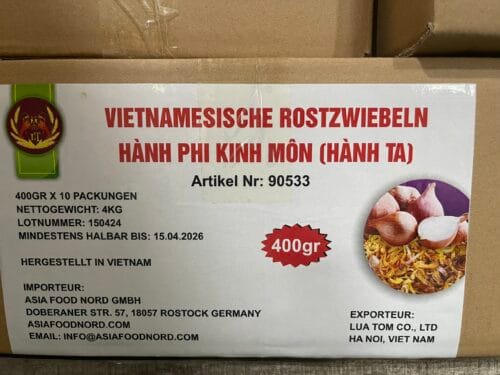 VIETNAMESISCHE ROSTZWIEBELN
HÀNH PHI KINH MÔN (HÀNH TA)
Artikel Nr: 90533
400GR X 10 PACKUNGEN
NETTOGEWICHT: 4KG
LOTNUMMER: 150424
MINDESTENS HALBAR BIS: 15.04.2026
400gr
HERGESTELLT IN VIETNAM
IMPORTEUR:
ASIA FOOD NORD GMBH
DOBERANER STR. 57, 18057 ROSTOCK GERMANY
ASIAFOODNORD.COM
EMAIL: INFO@ASIAFOODNORD.COM
EXPORTEUR:
LUA TOM CO., LTD
HA NOI, VIET NAM